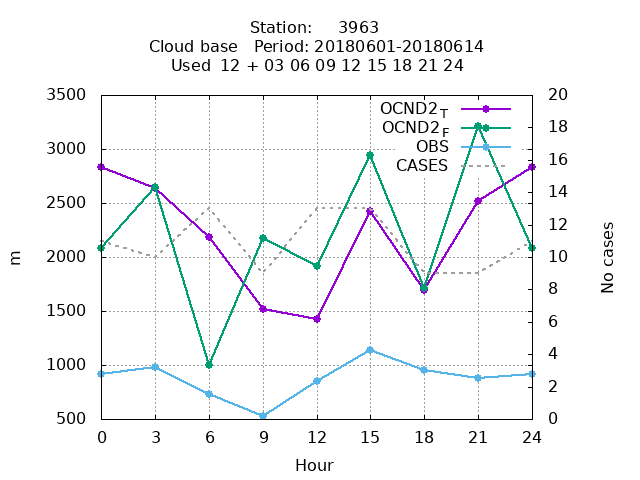 Station: 3963
Cloud base Period: 20180601-20180614
Used 12 + 03 06 09 12 15 18 21 24
3500 20
OCND2T
18
OCND2F
3000 OBS
16
CASES
14
2500
12
m 2000 10 No cases
8
1500
6
1000 4
2
500 0
0 3 6 9 12 15 18 21 24
Hour